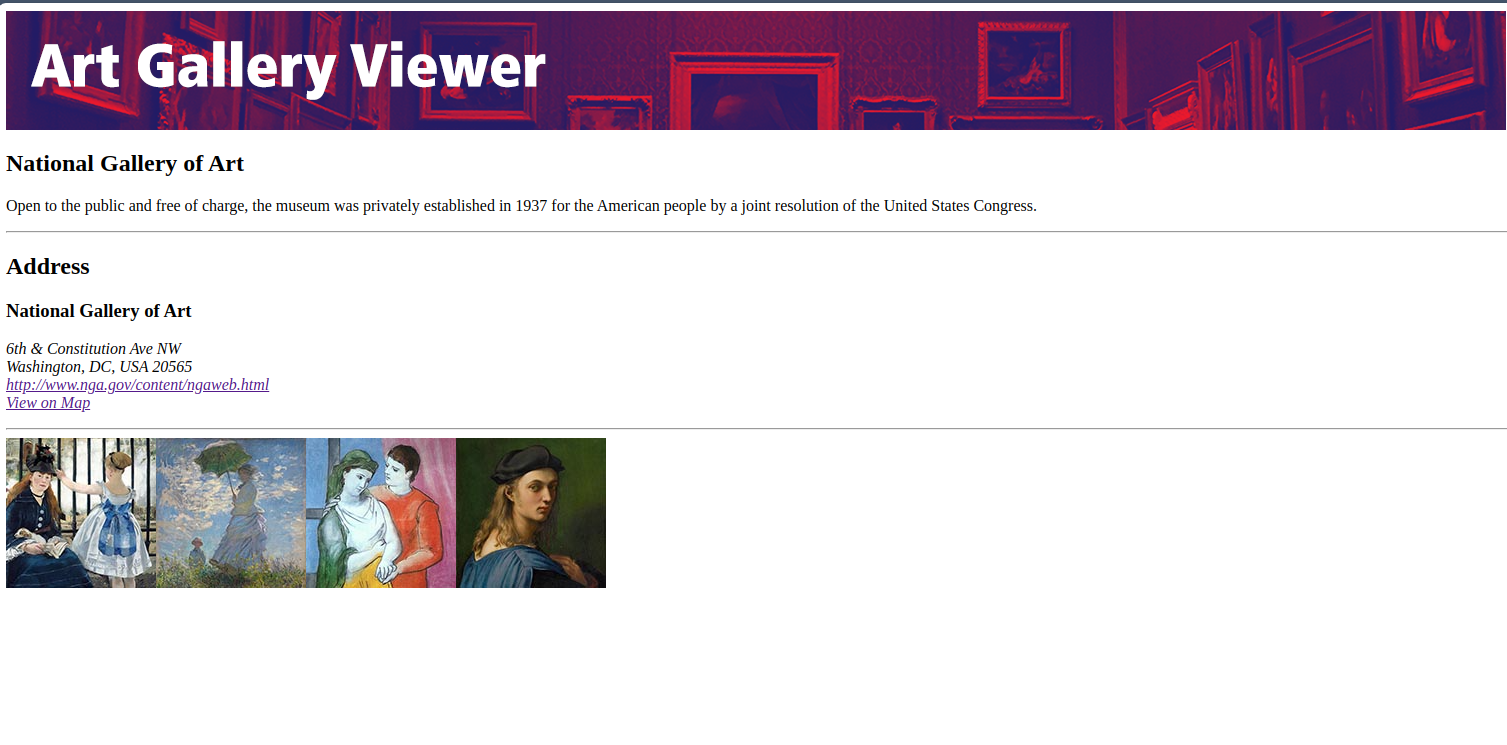 Art Gallery Viewer
National Gallery of Art
Open to the public and free of charge, the museum was privately established in 1937 for the American people by a joint resolution of the United States Congress.
Address
National Gallery of Art
6th & Constitution Ave NW
Washington, DC, USA 20565
http://www.nga.gov/content/ngaweb.html
View on Map